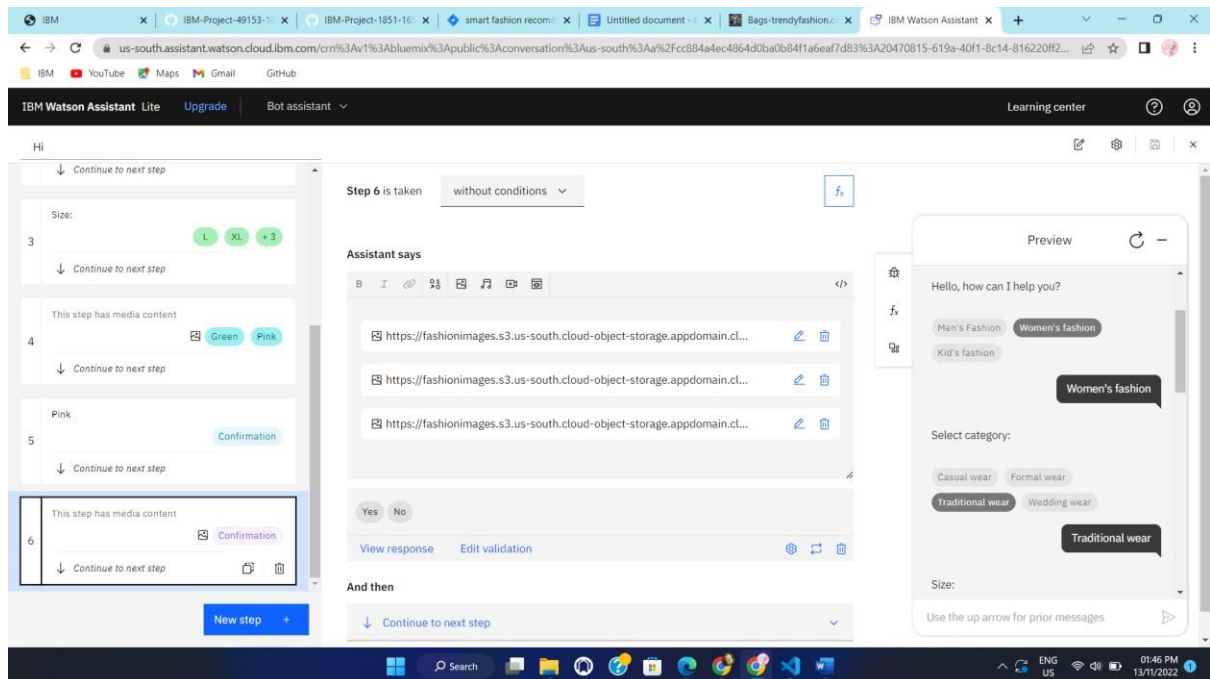 IBM
IBM-Project-49153-16
IBM-Project-1851-165
smart fashion recomm
Untitled document - G
Bags-trendyfashion.c
IBM Watson Assistant
us-south.assistant.watson.cloud.ibm.com/crn%3Av1%3Abluemix%3Apublic%3Aconversation%3Aus-south%3Aa%2Fcc884a4ec4864d0ba0b84f1a6eaf7d83%3A20470815-619a-40f1-8c14-816220ff2...
IBM YouTube Maps Gmail GitHub
IBM Watson Assistant Lite Upgrade Bot assistant Learning center
Hi
Continue to next step
3
Size:
L XL + 3
Continue to next step
4
This step has media content
Green Pink
Continue to next step
5
Pink
Confirmation
Continue to next step
6
This step has media content
Confirmation
Continue to next step
New step +
Step 6 is taken without conditions
fx
Assistant says
B I </>
https://fashionimages.s3.us-south.cloud-object-storage.appdomain.cl...
https://fashionimages.s3.us-south.cloud-object-storage.appdomain.cl...
https://fashionimages.s3.us-south.cloud-object-storage.appdomain.cl...
Yes No
View response Edit validation
And then
Continue to next step
fx
Preview
Hello, how can I help you?
Men's Fashion Women's fashion
Kid's fashion
Women's fashion
Select category:
Casual wear Formal wear
Traditional wear Wedding wear
Traditional wear
Size:
Use the up arrow for prior messages
Search
ENG
US
01:46 PM
13/11/2022
1